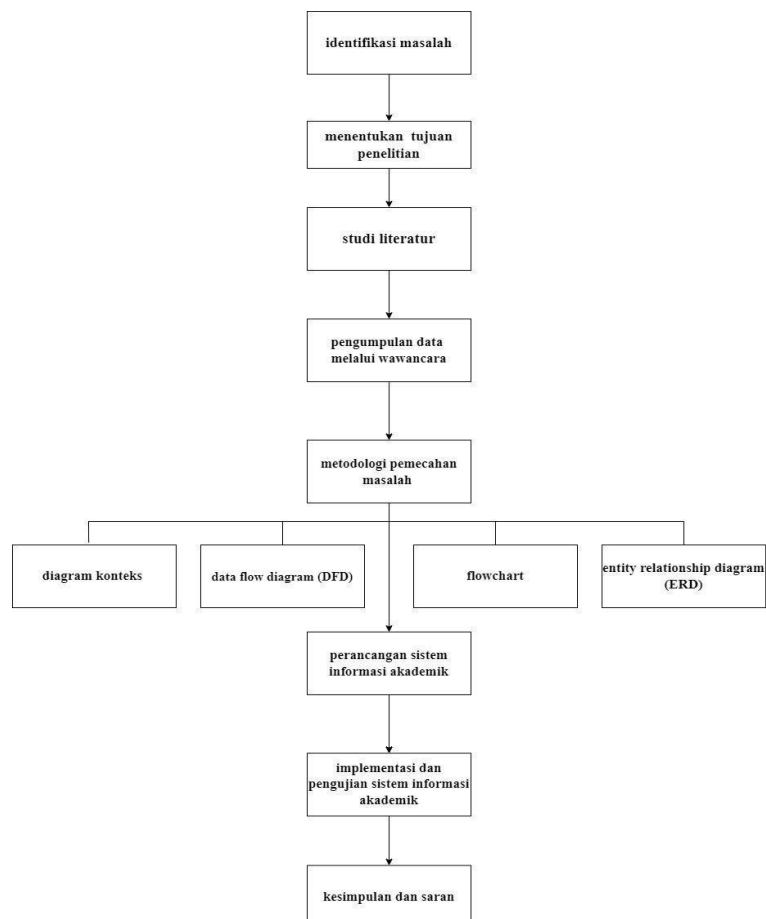 identifikasi masalah
menentukan tujuan
penelitian
studi literatur
pengumpulan data
melalui wawancara
metodologi pemecahan
masalah
diagram konteks
data flow diagram (DFD)
flowchart
entity relationship diagram
(ERD)
perancangan sistem
informasi akademik
implementasi dan
pengujian sistem informasi
akademik
kesimpulan dan saran